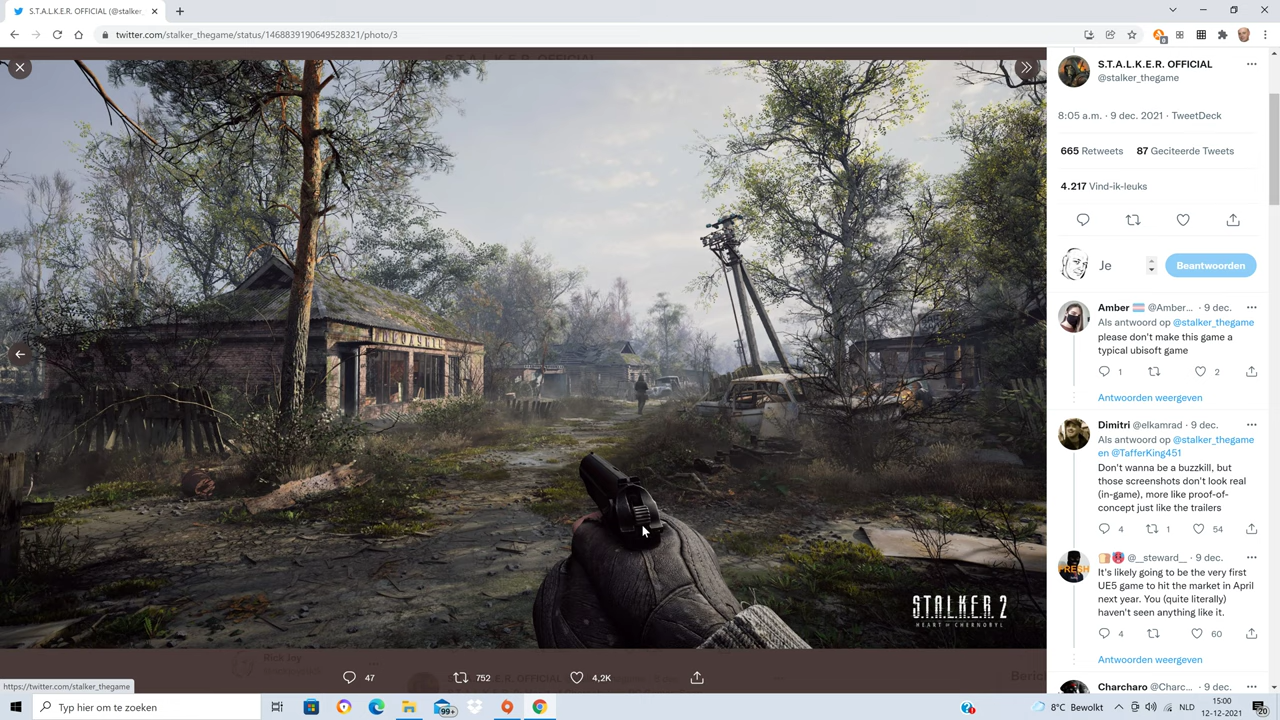 S.T.A.L.K.E.R. OFFICIAL (@stalker_
twitter.com/stalker_thegame/status/1468839190649528321/photo/3
S.T.A.L.K.E.R. OFFICIAL
@stalker_thegame
8:05 a.m. · 9 dec. 2021 · TweetDeck
665 Retweets 87 Geciteerde Tweets
4.217 Vind-ik-leuks
Je
Beantwoorden
Amber @Amber... · 9 dec.
Als antwoord op @stalker_thegame
please don't make this game a
typical ubisoft game
1 2
Antwoorden weergeven
Dimitri @elkamrad · 9 dec.
Als antwoord op @stalker_thegame
en @TafferKing451
Don't wanna be a buzzkill, but
those screenshots don't look real
(in-game), more like proof-of-
concept just like the trailers
4 1 54
FRESH
@__steward__ · 9 dec.
It's likely going to be the very first
UE5 game to hit the market in April
next year. You (quite literally)
haven't seen anything like it.
4 60
Antwoorden weergeven
Charcharo @Charc... · 9 dec.
S.T.A.L.K.E.R. 2
HEART OF CHERNOBYL
Rick Joy
47 752 4,2K
https://twitter.com/stalker_thegame
Typ hier om te zoeken
99+
8°C Bewolkt
NLD
15:00
12-12-2021
20